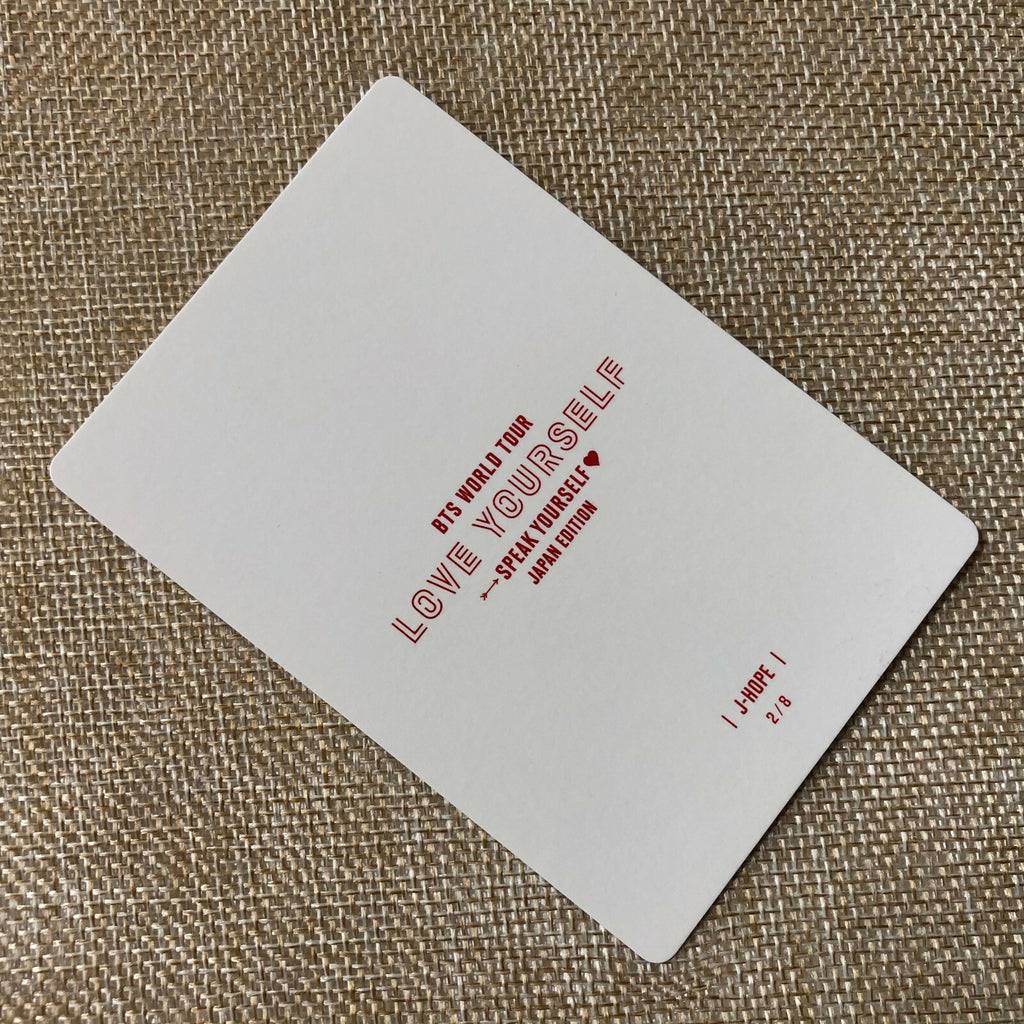 BTS WORLD TOUR
LOVE YOURSELF
SPEAK YOURSELF
JAPAN EDITION
| J-HOPE |
2/8